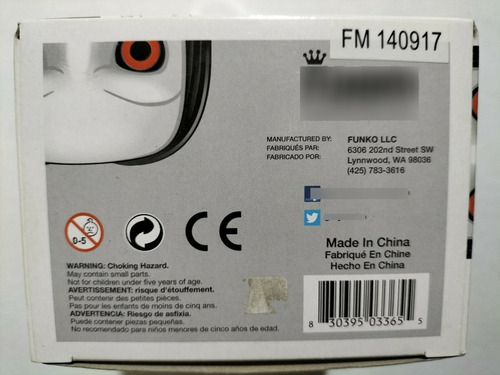 FM 140917
MANUFACTURED BY: FUNKO LLC
FABRIQUÉS PAR: 6306 202nd Street SW
FABRICADO POR: Lynnwood, WA 98036
(425) 783-3616
0-5
CE
WARNING: Choking Hazard.
May contain small parts.
Not for children under five years of age.
AVERTISSEMENT: risque d'étouffement.
Peut contenir des petites pièces.
Pas pour les enfants de moins de cinq ans.
ADVERTENCIA: Riesgo de asfixia.
Puede contener piezas pequeñas.
No recomendado para niños menores de cinco años de edad.
Made In China
Fabriqué En Chine
Hecho En China
8 30395 03365 5